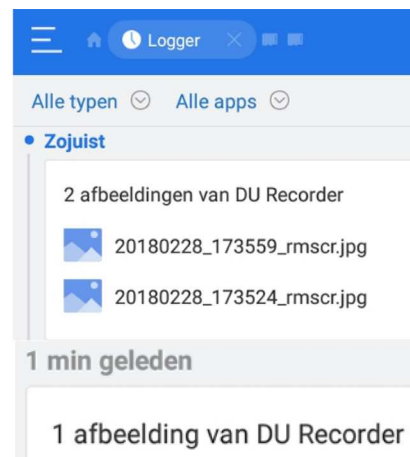 Logger
Alle typen Alle apps
Zojuist
2 afbeeldingen van DU Recorder
20180228_173559_rmscr.jpg
20180228_173524_rmscr.jpg
1 min geleden
1 afbeelding van DU Recorder